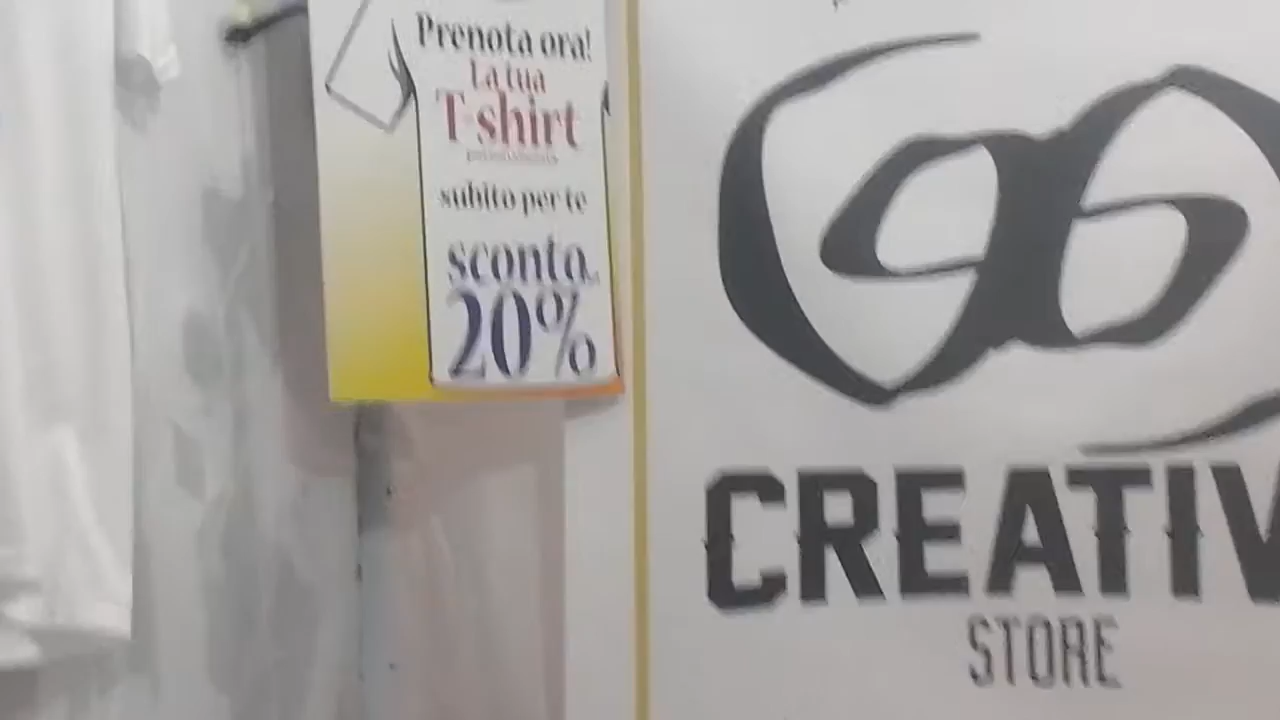 Prenota ora!
La tua
T-shirt
subito per te
sconto
20%
CREATIV
STORE